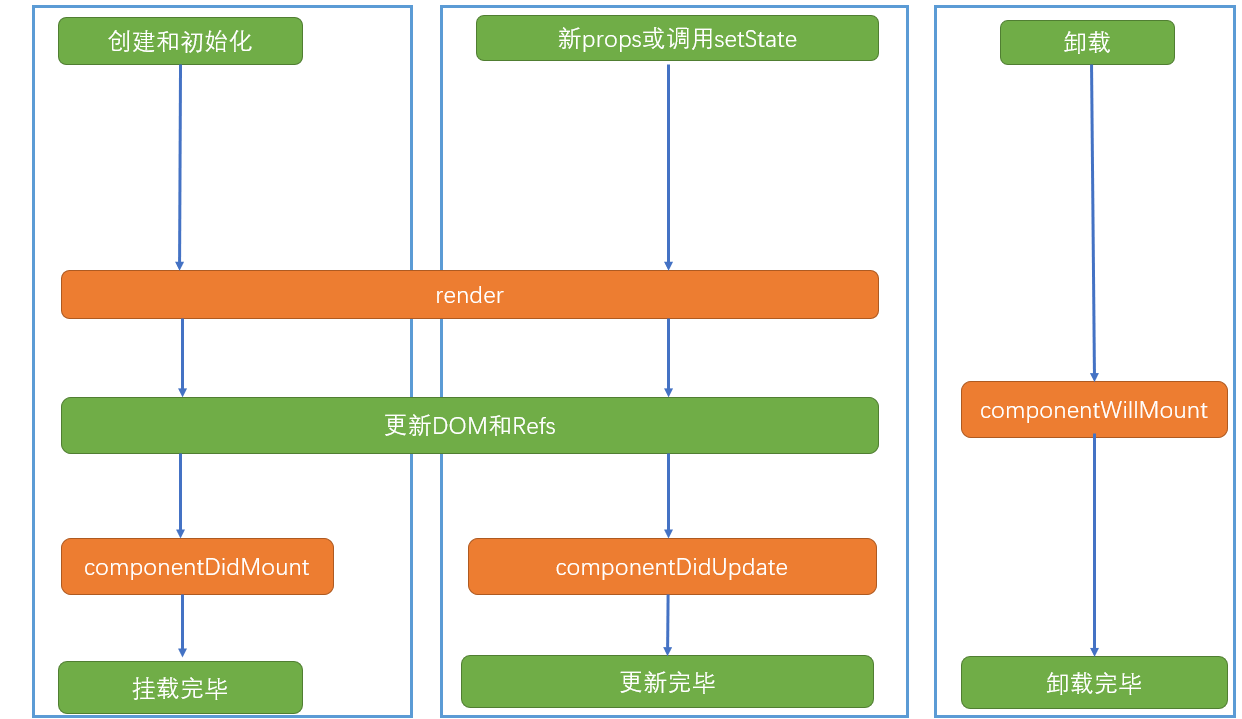 创建和初始化
新props或调用setState
卸载
render
componentWillMount
更新DOM和Refs
componentDidMount
componentDidUpdate
挂载完毕
更新完毕
卸载完毕